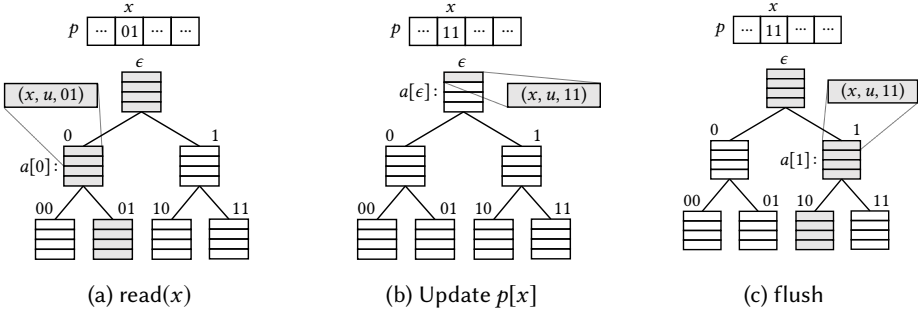 x
p ... 01 ... ...
ϵ
(x, u, 01)
0 1
a[0]:
00 01 10 11
(a) read(x)
x
p ... 11 ... ...
ϵ
a[ϵ]:
(x, u, 11)
0 1
00 01 10 11
(b) Update p[x]
x
p ... 11 ... ...
ϵ
(x, u, 11)
0 1
a[1]:
00 01 10 11
(c) flush